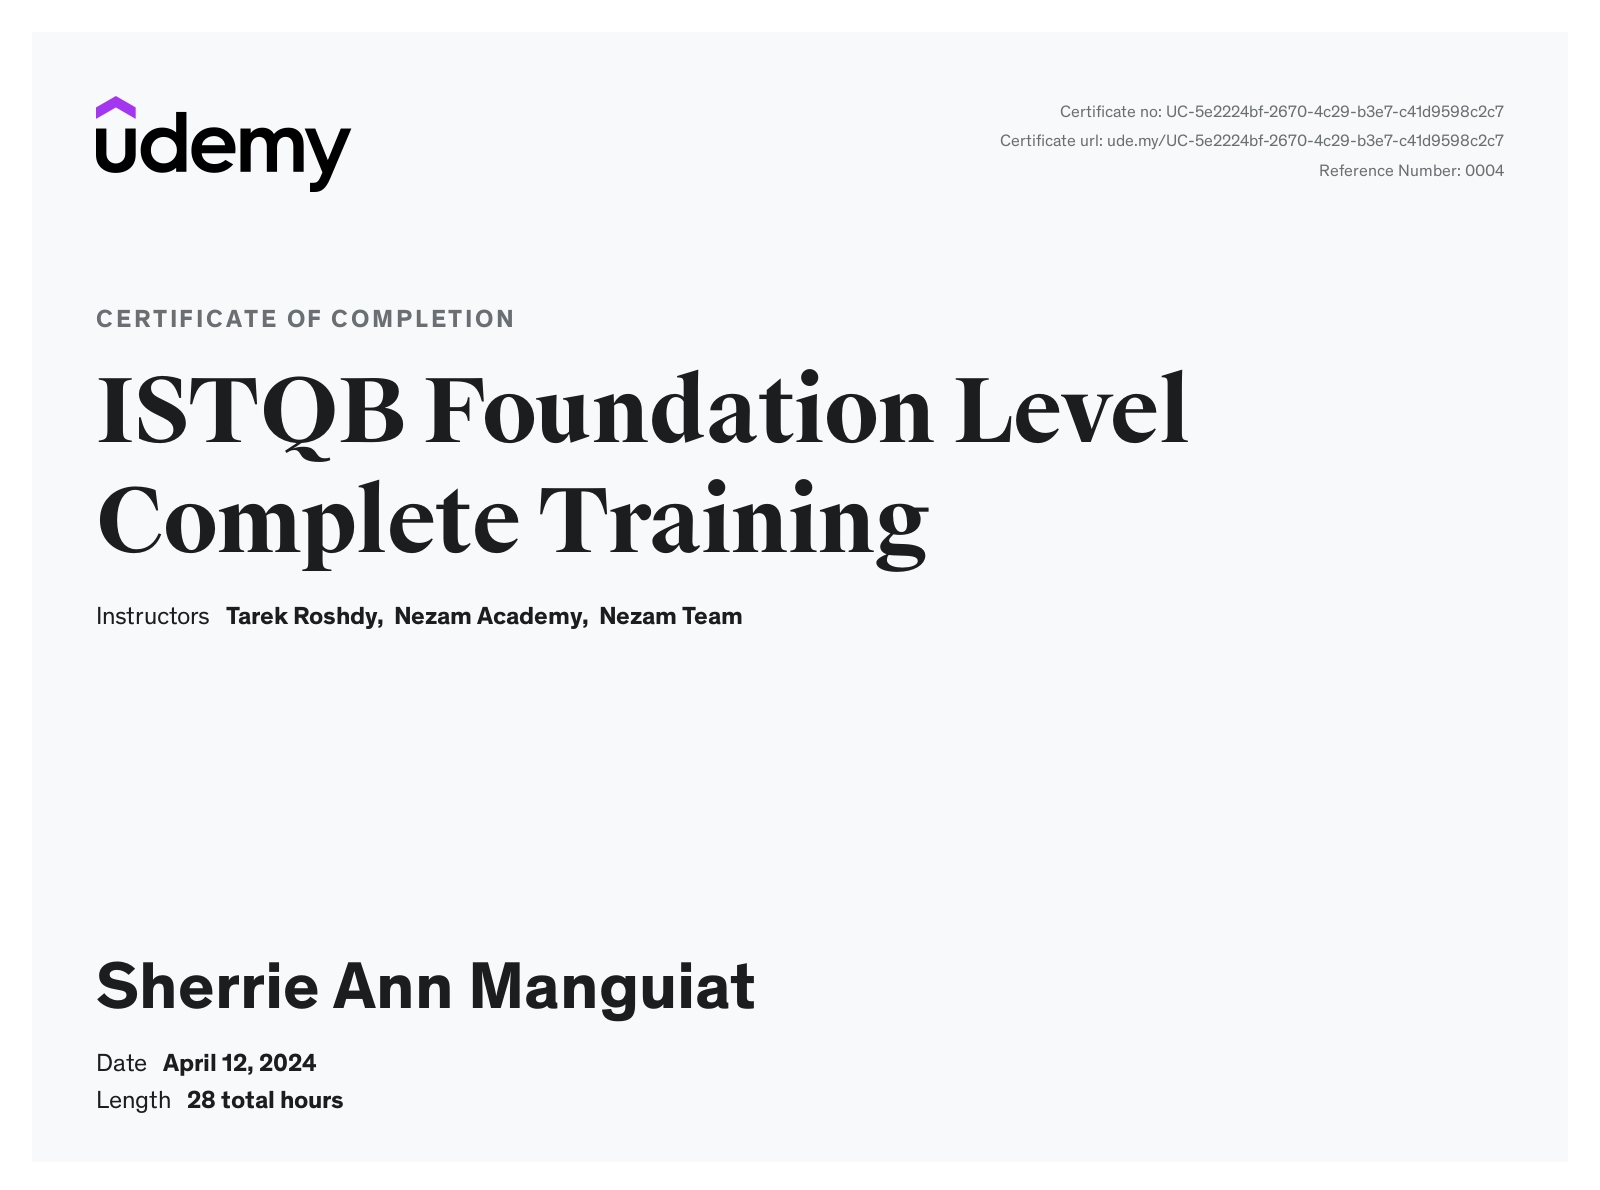 udemy
Certificate no: UC-5e2224bf-2670-4c29-b3e7-c41d9598c2c7
Certificate url: ude.my/UC-5e2224bf-2670-4c29-b3e7-c41d9598c2c7
Reference Number: 0004
CERTIFICATE OF COMPLETION
ISTQB Foundation Level
Complete Training
Instructors Tarek Roshdy, Nezam Academy, Nezam Team
Sherrie Ann Manguiat
Date April 12, 2024
Length 28 total hours